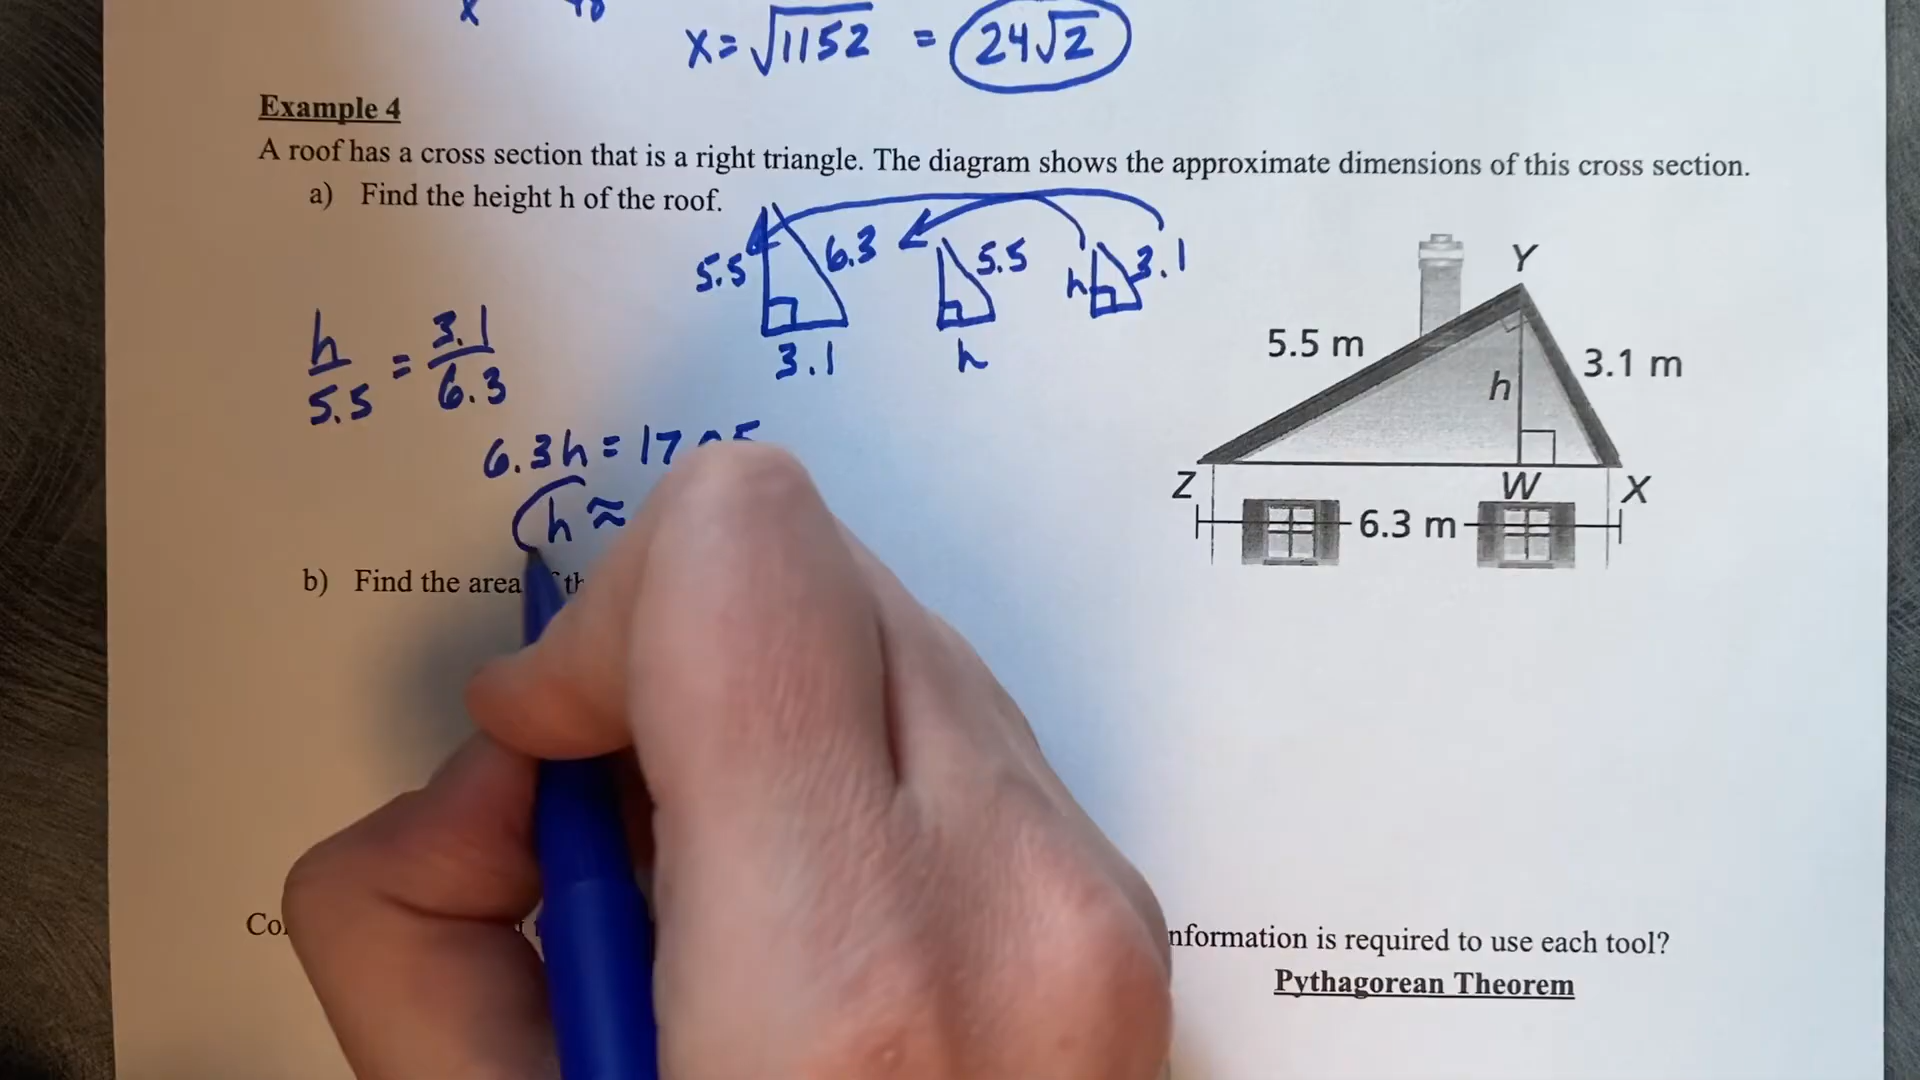 x
x = √1152 = 24√2
Example 4
A roof has a cross section that is a right triangle. The diagram shows the approximate dimensions of this cross section.
a) Find the height h of the roof.
5.5 6.3 3.1
5.5 h
h 3.1
h/5.5 = 3.1/6.3
6.3h = 17
h ≈
Y
5.5 m
3.1 m
h
Z
W
X
6.3 m
b) Find the area
information is required to use each tool?
Pythagorean Theorem